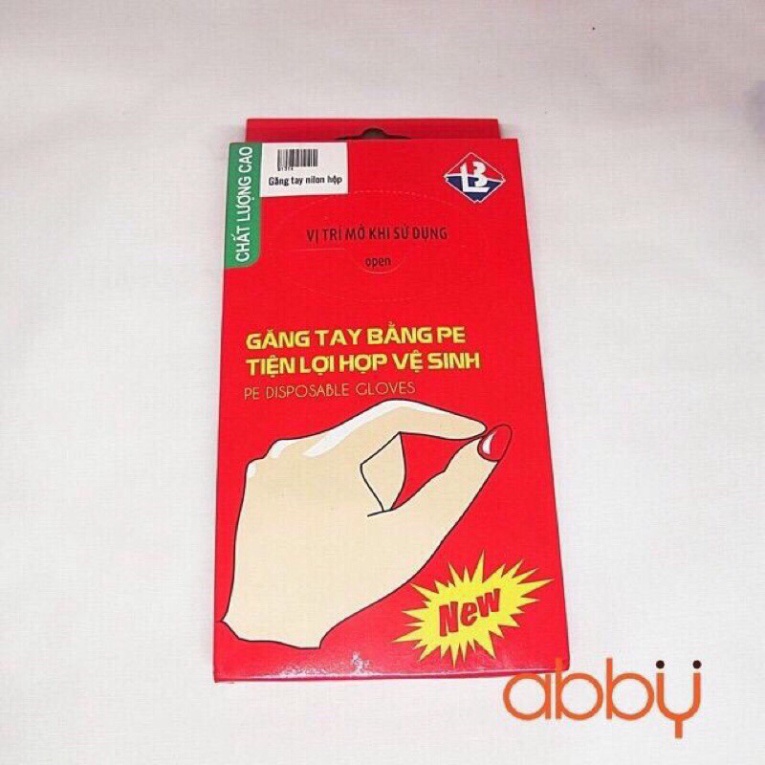 CHẤT LƯỢNG CAO
Găng tay nilon hộp
VỊ TRÍ MỞ KHI SỬ DỤNG
open
GĂNG TAY BẰNG PE
TIỆN LỢI HỢP VỆ SINH
PE DISPOSABLE GLOVES
New
abby